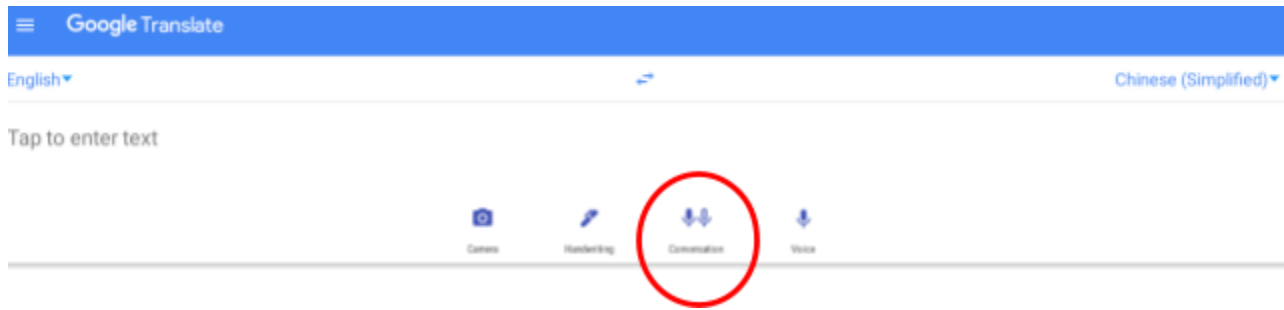 Google Translate
English
Chinese (Simplified)
Tap to enter text
Camera
Handwriting
Conversation
Voice